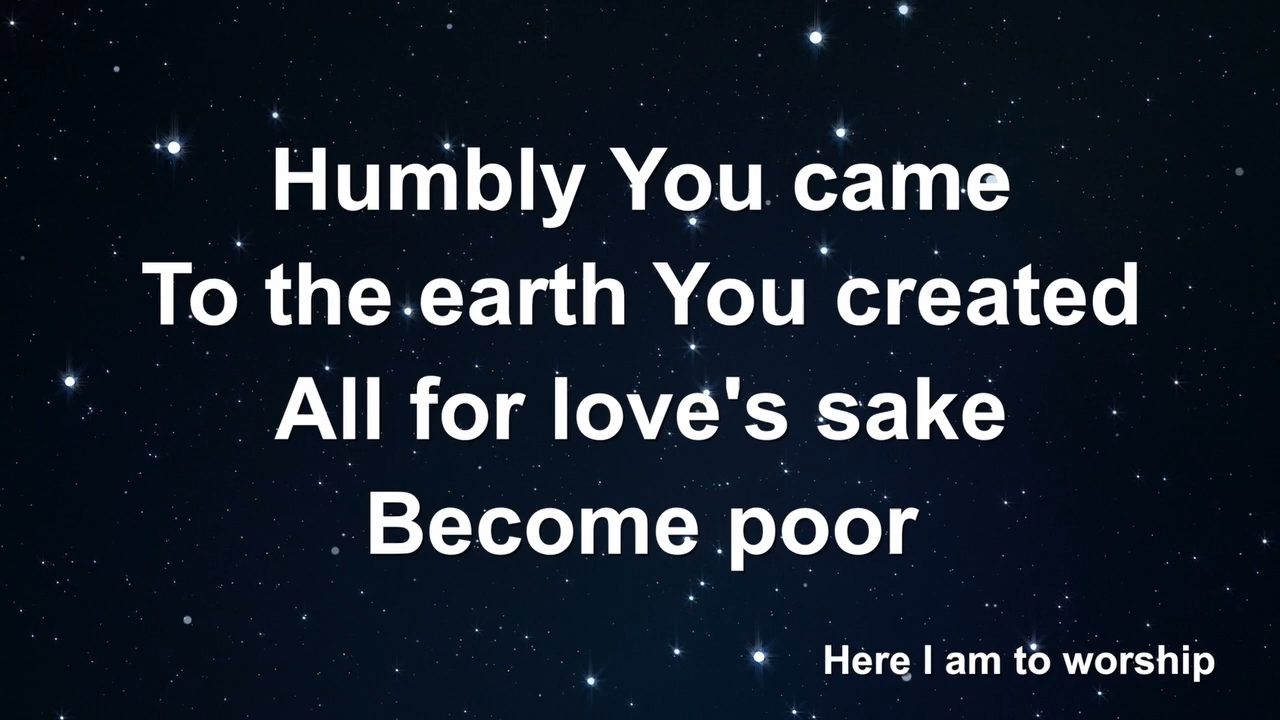 Humbly You came
To the earth You created
All for love's sake
Become poor
Here I am to worship